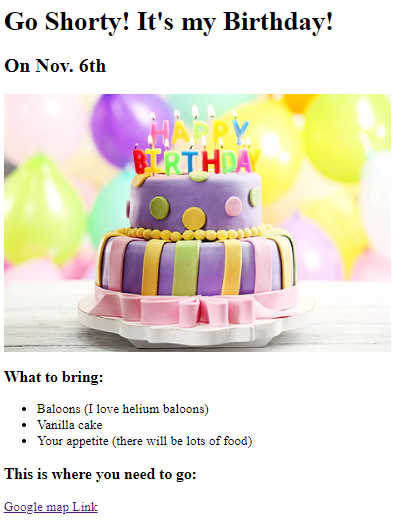 Go Shorty! It's my Birthday!
On Nov. 6th
HAPPY
BIRTHDAY
What to bring:
Baloons (I love helium baloons)
Vanilla cake
Your appetite (there will be lots of food)
This is where you need to go:
Google map Link